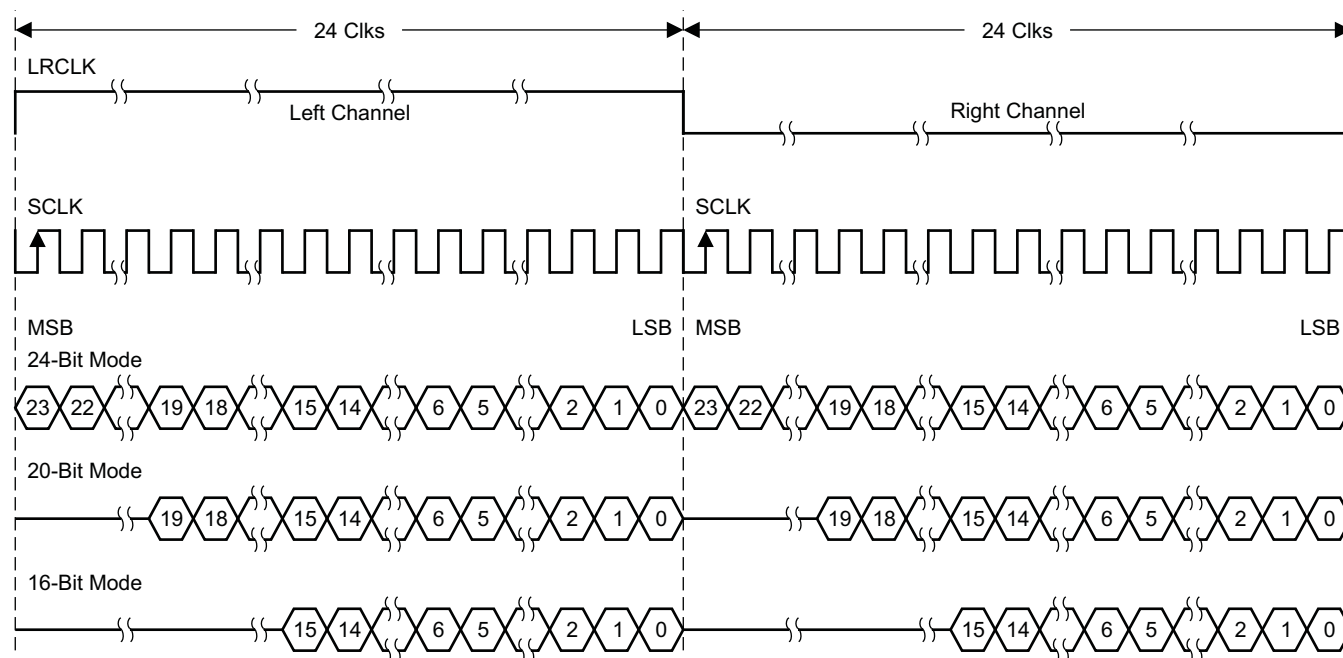 24 Clks 24 Clks
LRCLK
Left Channel Right Channel
SCLK SCLK
MSB LSB MSB LSB
24-Bit Mode
23 22 19 18 15 14 6 5 2 1 0 23 22 19 18 15 14 6 5 2 1 0
20-Bit Mode
19 18 15 14 6 5 2 1 0 19 18 15 14 6 5 2 1 0
16-Bit Mode
15 14 6 5 2 1 0 15 14 6 5 2 1 0